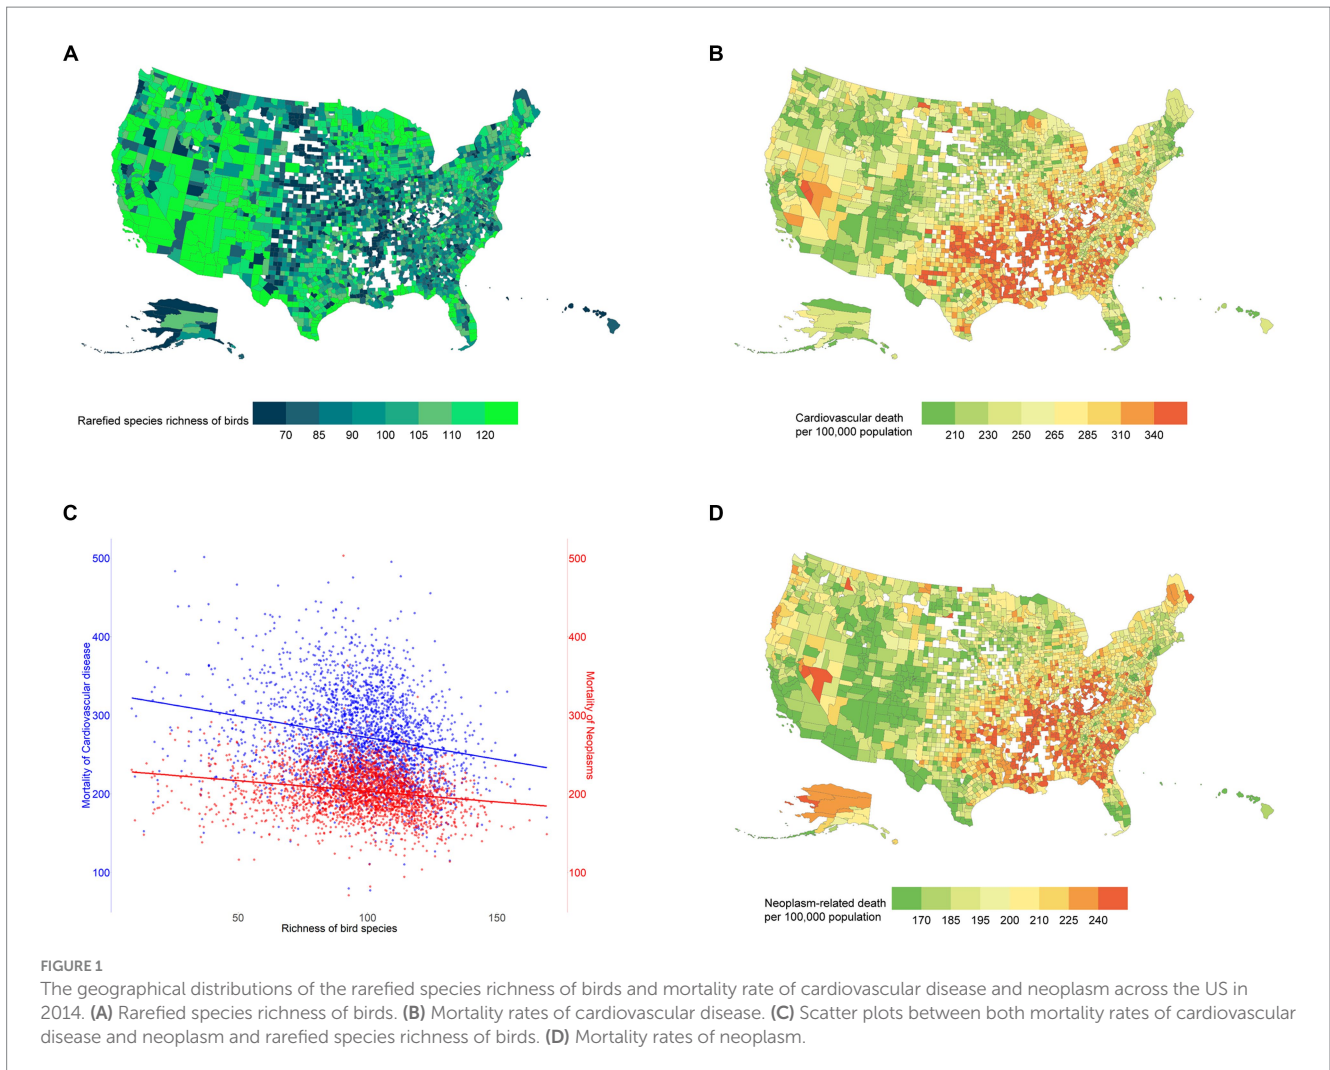 A
B
Rarefied species richness of birds
70 85 90 100 105 110 120
Cardiovascular death
per 100,000 population
210 230 250 265 285 310 340
C
D
500
400
300
200
100
Mortality of Cardiovascular disease
500
400
300
200
100
Mortality of Neoplasms
50 100 150
Richness of bird species
Neoplasm-related death
per 100,000 population
170 185 195 200 210 225 240
FIGURE 1
The geographical distributions of the rarefied species richness of birds and mortality rate of cardiovascular disease and neoplasm across the US in
2014. (A) Rarefied species richness of birds. (B) Mortality rates of cardiovascular disease. (C) Scatter plots between both mortality rates of cardiovascular
disease and neoplasm and rarefied species richness of birds. (D) Mortality rates of neoplasm.